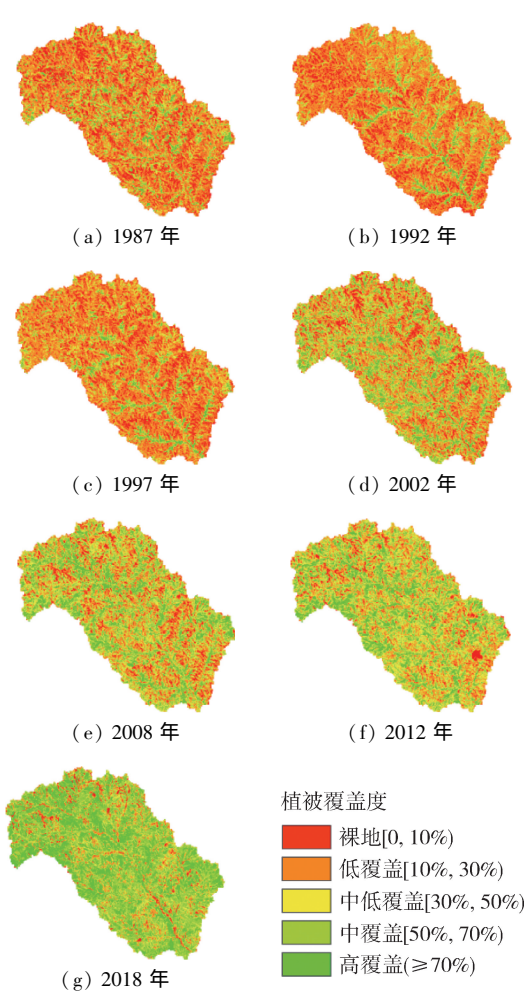 (a) 1987 年
(b) 1992 年
(c) 1997 年
(d) 2002 年
(e) 2008 年
(f) 2012 年
(g) 2018 年
植被覆盖度
裸地[0, 10%)
低覆盖[10%, 30%)
中低覆盖[30%, 50%)
中覆盖[50%, 70%)
高覆盖(≥70%)